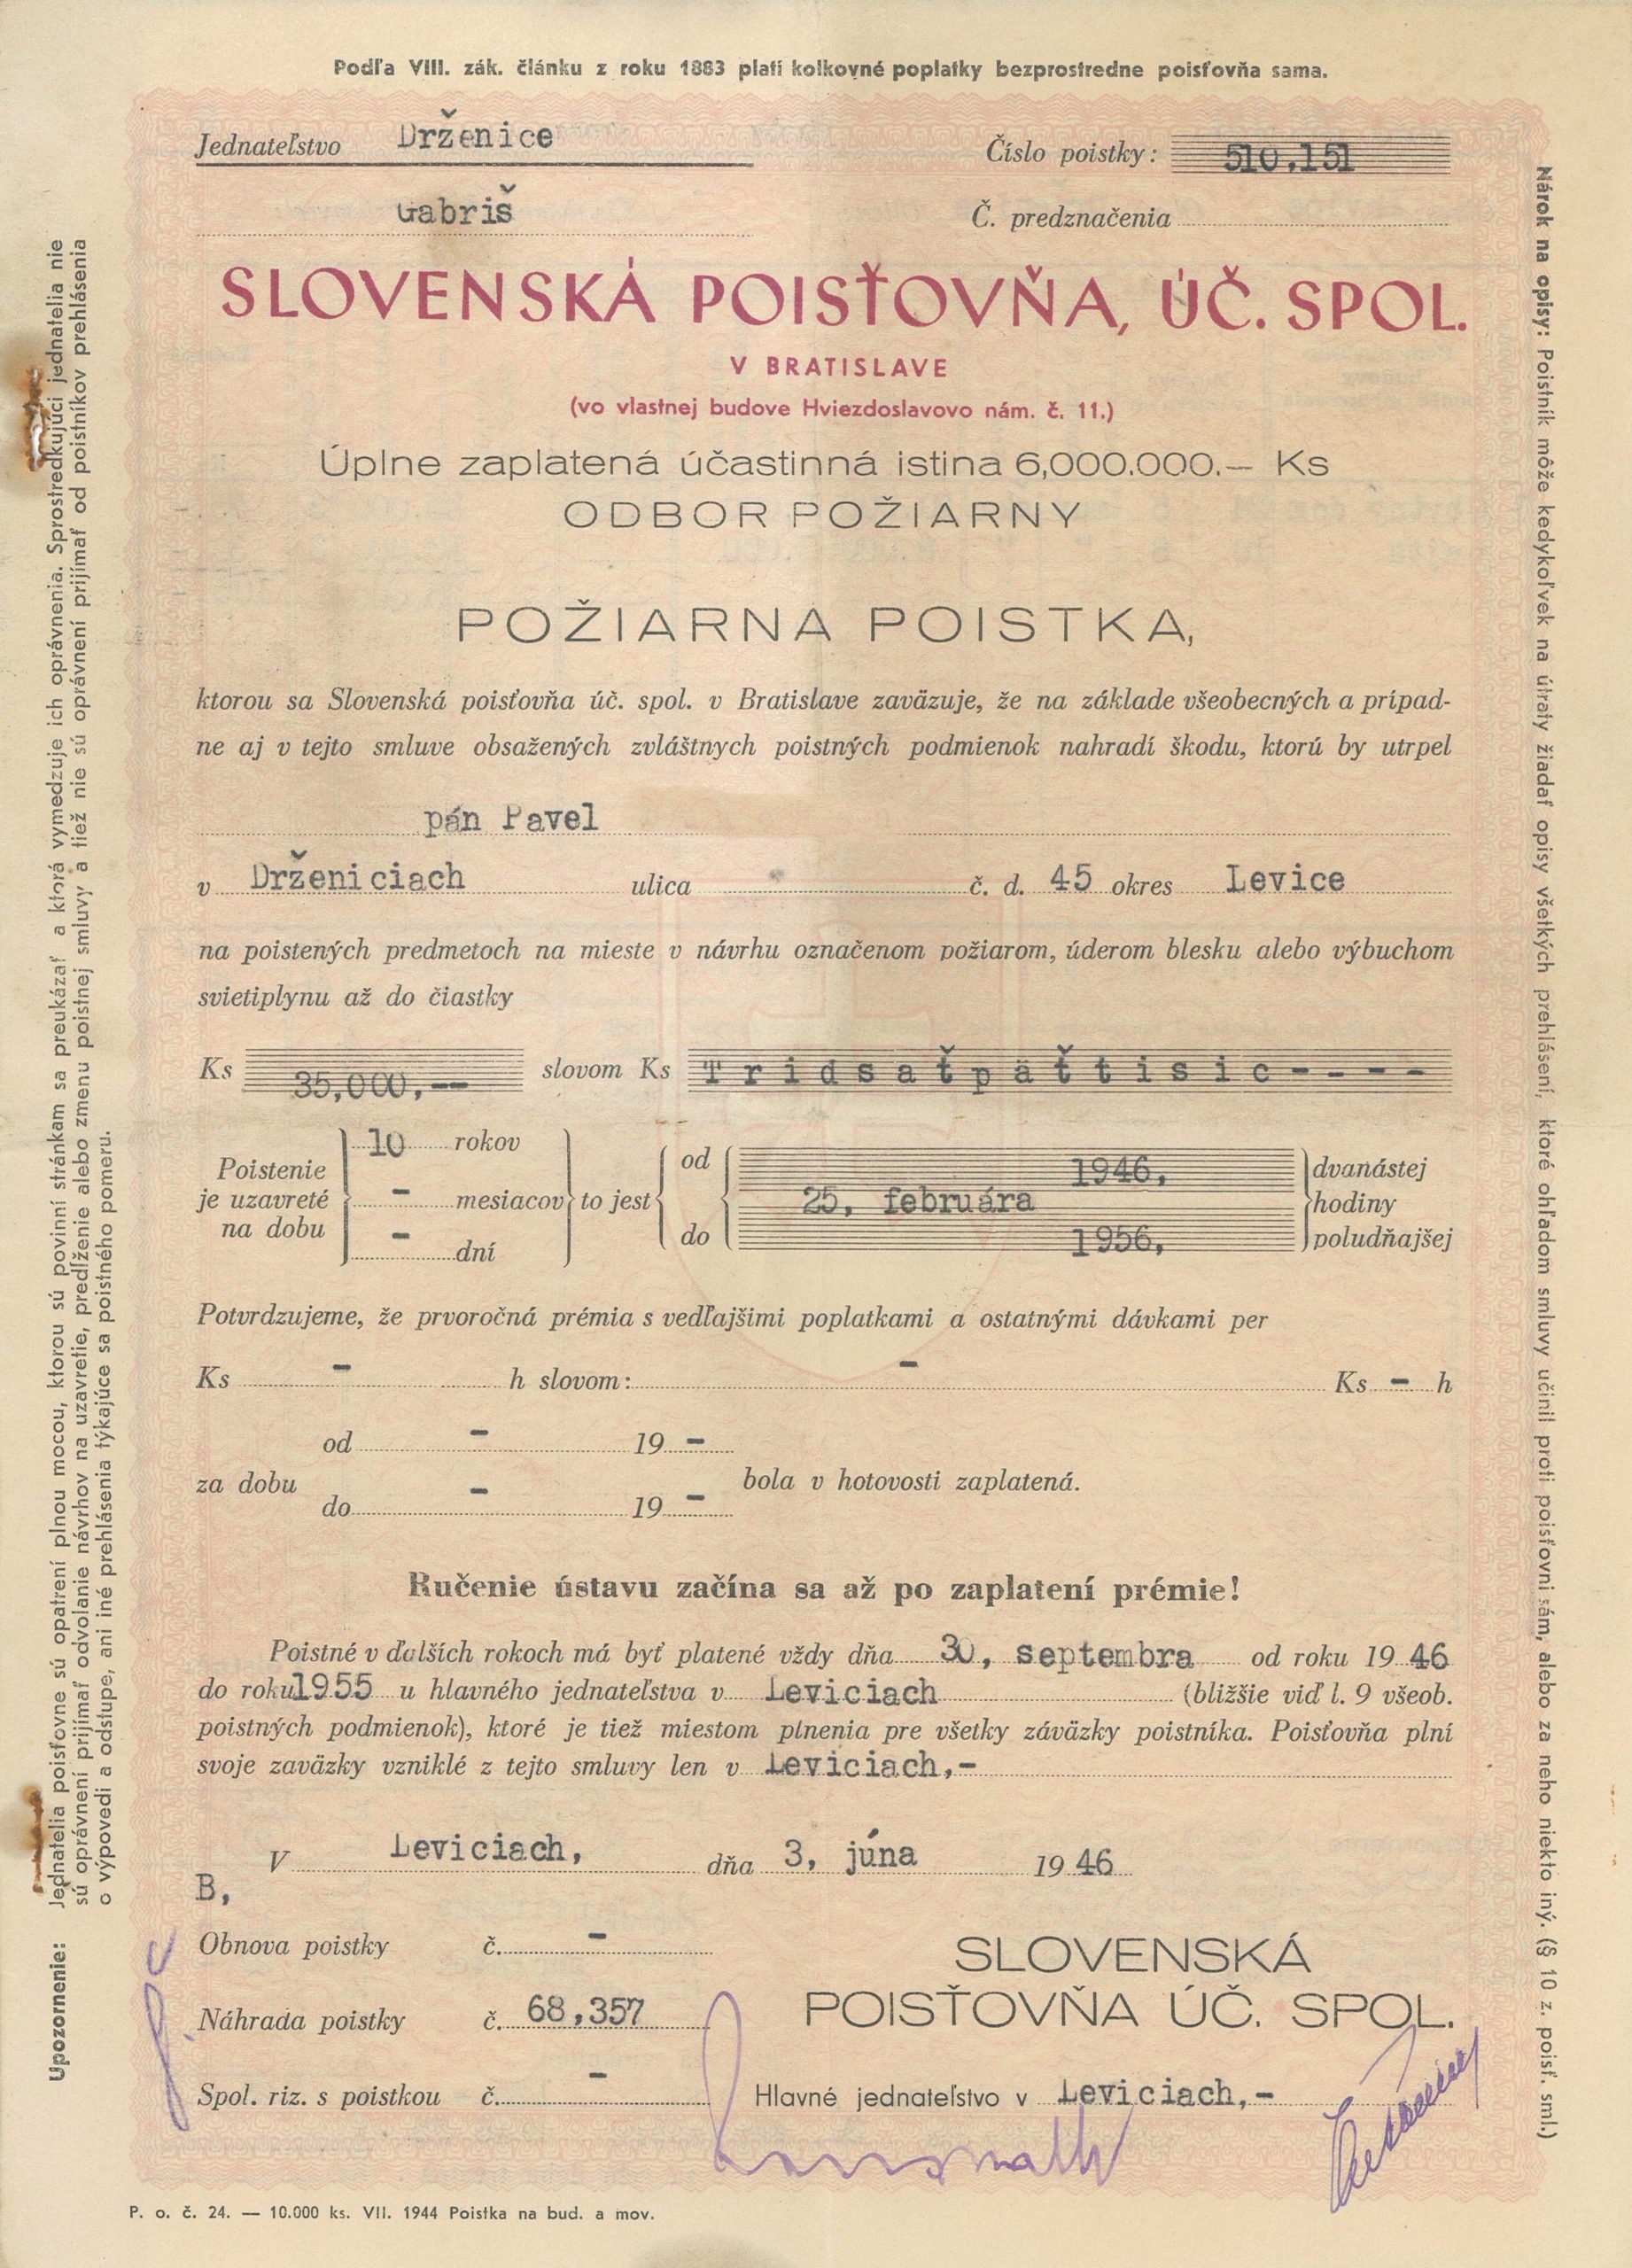 Podľa VIII. zák. článku z roku 1883 platí kolkovné poplatky bezprostredne poisťovňa sama.
Jednateľstvo Drženice
Číslo poistky: 510,151
Gabriš
Č. predznačenia
SLOVENSKÁ POISŤOVŇA, ÚČ. SPOL.
V BRATISLAVE
(vo vlastnej budove Hviezdoslavovo nám. č. 11.)
Úplne zaplatená účastinná istina 6,000.000.— Ks
ODBOR POŽIARNY
POŽIARNA POISTKA,
ktorou sa Slovenská poisťovňa úč. spol. v Bratislave zaväzuje, že na základe všeobecných a prípad-
ne aj v tejto smluve obsažených zvláštnych poistných podmienok nahradí škodu, ktorú by utrpel
pán Pavel
v Drženiciach ulica č. d. 45 okres Levice
na poistených predmetoch na mieste v návrhu označenom požiarom, úderom blesku alebo výbuchom
svietiplynu až do čiastky
Ks 35,000,-- slovom Ks Tridsaťpäťtisíc----
Poistenie je uzavreté na dobu
10 rokov
- mesiacov
- dní
to jest
od 1946,
25, februára
do 1956,
dvanástej
hodiny
poludňajšej
Potvrdzujeme, že prvoročná prémia s vedľajšimi poplatkami a ostatnými dávkami per
Ks - h slovom: - Ks - h
od - 19 -
za dobu bola v hotovosti zaplatená.
do - 19 -
Ručenie ústavu začína sa až po zaplatení prémie!
Poistné v ďalších rokoch má byť platené vždy dňa 30, septembra od roku 19 46
do roku 1955 u hlavného jednateľstva v Leviciach (bližšie viď l. 9 všeob.
poistných podmienok), ktoré je tiež miestom plnenia pre všetky záväzky poistníka. Poisťovňa plní
svoje zaväzky vzniklé z tejto smluvy len v Leviciach,-
V Leviciach, dňa 3, júna 19 46
B,
Obnova poistky č. -
Náhrada poistky č. 68,357
Spol. riz. s poistkou č. -
SLOVENSKÁ
POISŤOVŇA ÚČ. SPOL.
Hlavné jednateľstvo v Leviciach,-
P. o. č. 24. — 10.000 ks. VII. 1944 Poistka na bud. a mov.
Upozornenie: Jednatelia poisťovne sú opatrení plnou mocou, ktorou sú povinní stránkam sa preukázať a ktorá vymedzuje ich oprávnenia. Sprostredkujúci jednatelia nie
sú oprávnení prijímať odvolanie návrhov na uzavretie, predĺženie alebo zmenu poistnej smluvy a tiež nie sú oprávnení prijímať od poistníkov prehlásenia
o výpovedi a odstupe, ani iné prehlásenia týkajúce sa poistného pomeru.
Nárok na opisy: Poistník môže kedykoľvek na útraty žiadať opisy všetkých prehlásení, ktoré ohľadom smluvy učinil proti poisťovni sám, alebo za neho niekto iný. (§ 10 z. poisť. sml.)